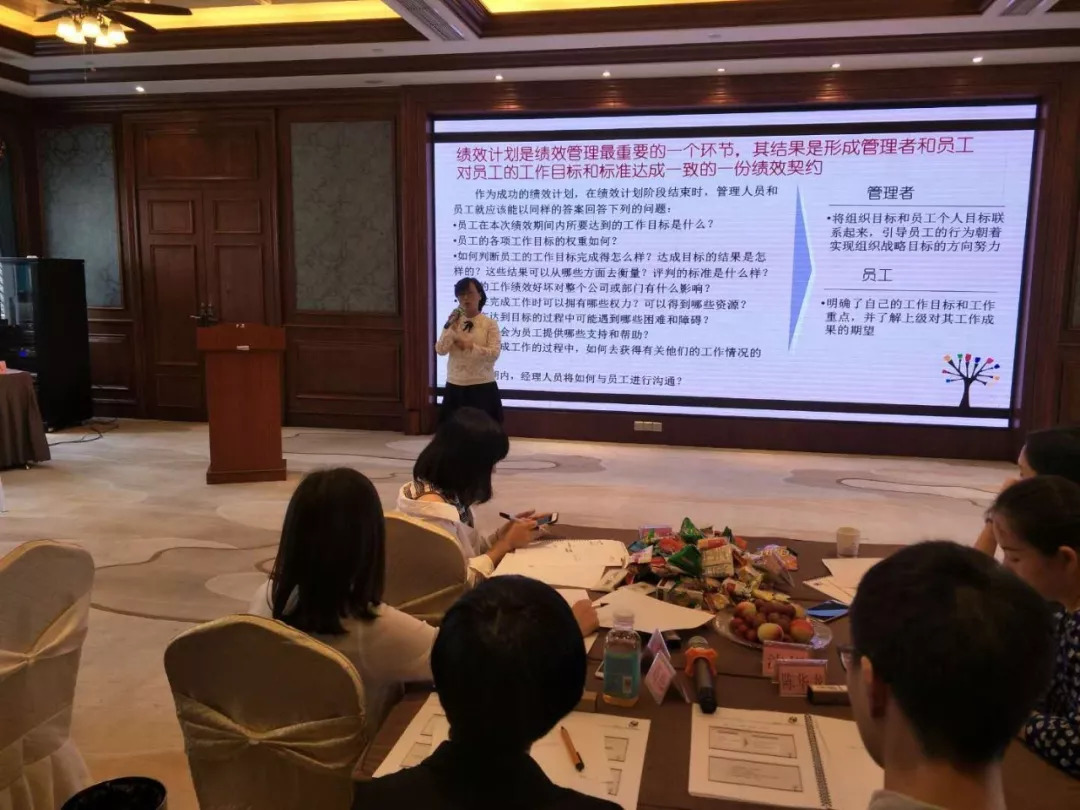 绩效计划是绩效管理最重要的一个环节，其结果是形成管理者和员工
对员工的工作目标和标准达成一致的一份绩效契约
作为成功的绩效计划，在绩效计划阶段结束时、管理人员和
员工就应该能以同样的答案回答下列的问题：
•员工在本次绩效期间内所要达到的工作目标是什么？
•员工的各项工作目标的权重如何？
•如何判断员工的工作目标完成得怎么样？达成目标的结果是怎
样的？这些结果可以从哪些方面去衡量？评判的标准是什么样？
的工作绩效好坏对整个公司或部门有什么影响？
完成工作时可以拥有哪些权力？可以得到哪些资源？
达到目标的过程中可能遇到哪些困难和障碍？
会为员工提供哪些支持和帮助？
成工作的过程中，如何去获得有关他们的工作情况的
期内，经理人员将如何与员工进行沟通？
管理者
•将组织目标和员工个人目标联
系起来，引导员工的行为朝着
实现组织战略目标的方向努力
员工
•明确了自己的工作目标和工作
重点，并了解上级对其工作成
果的期望
陈华